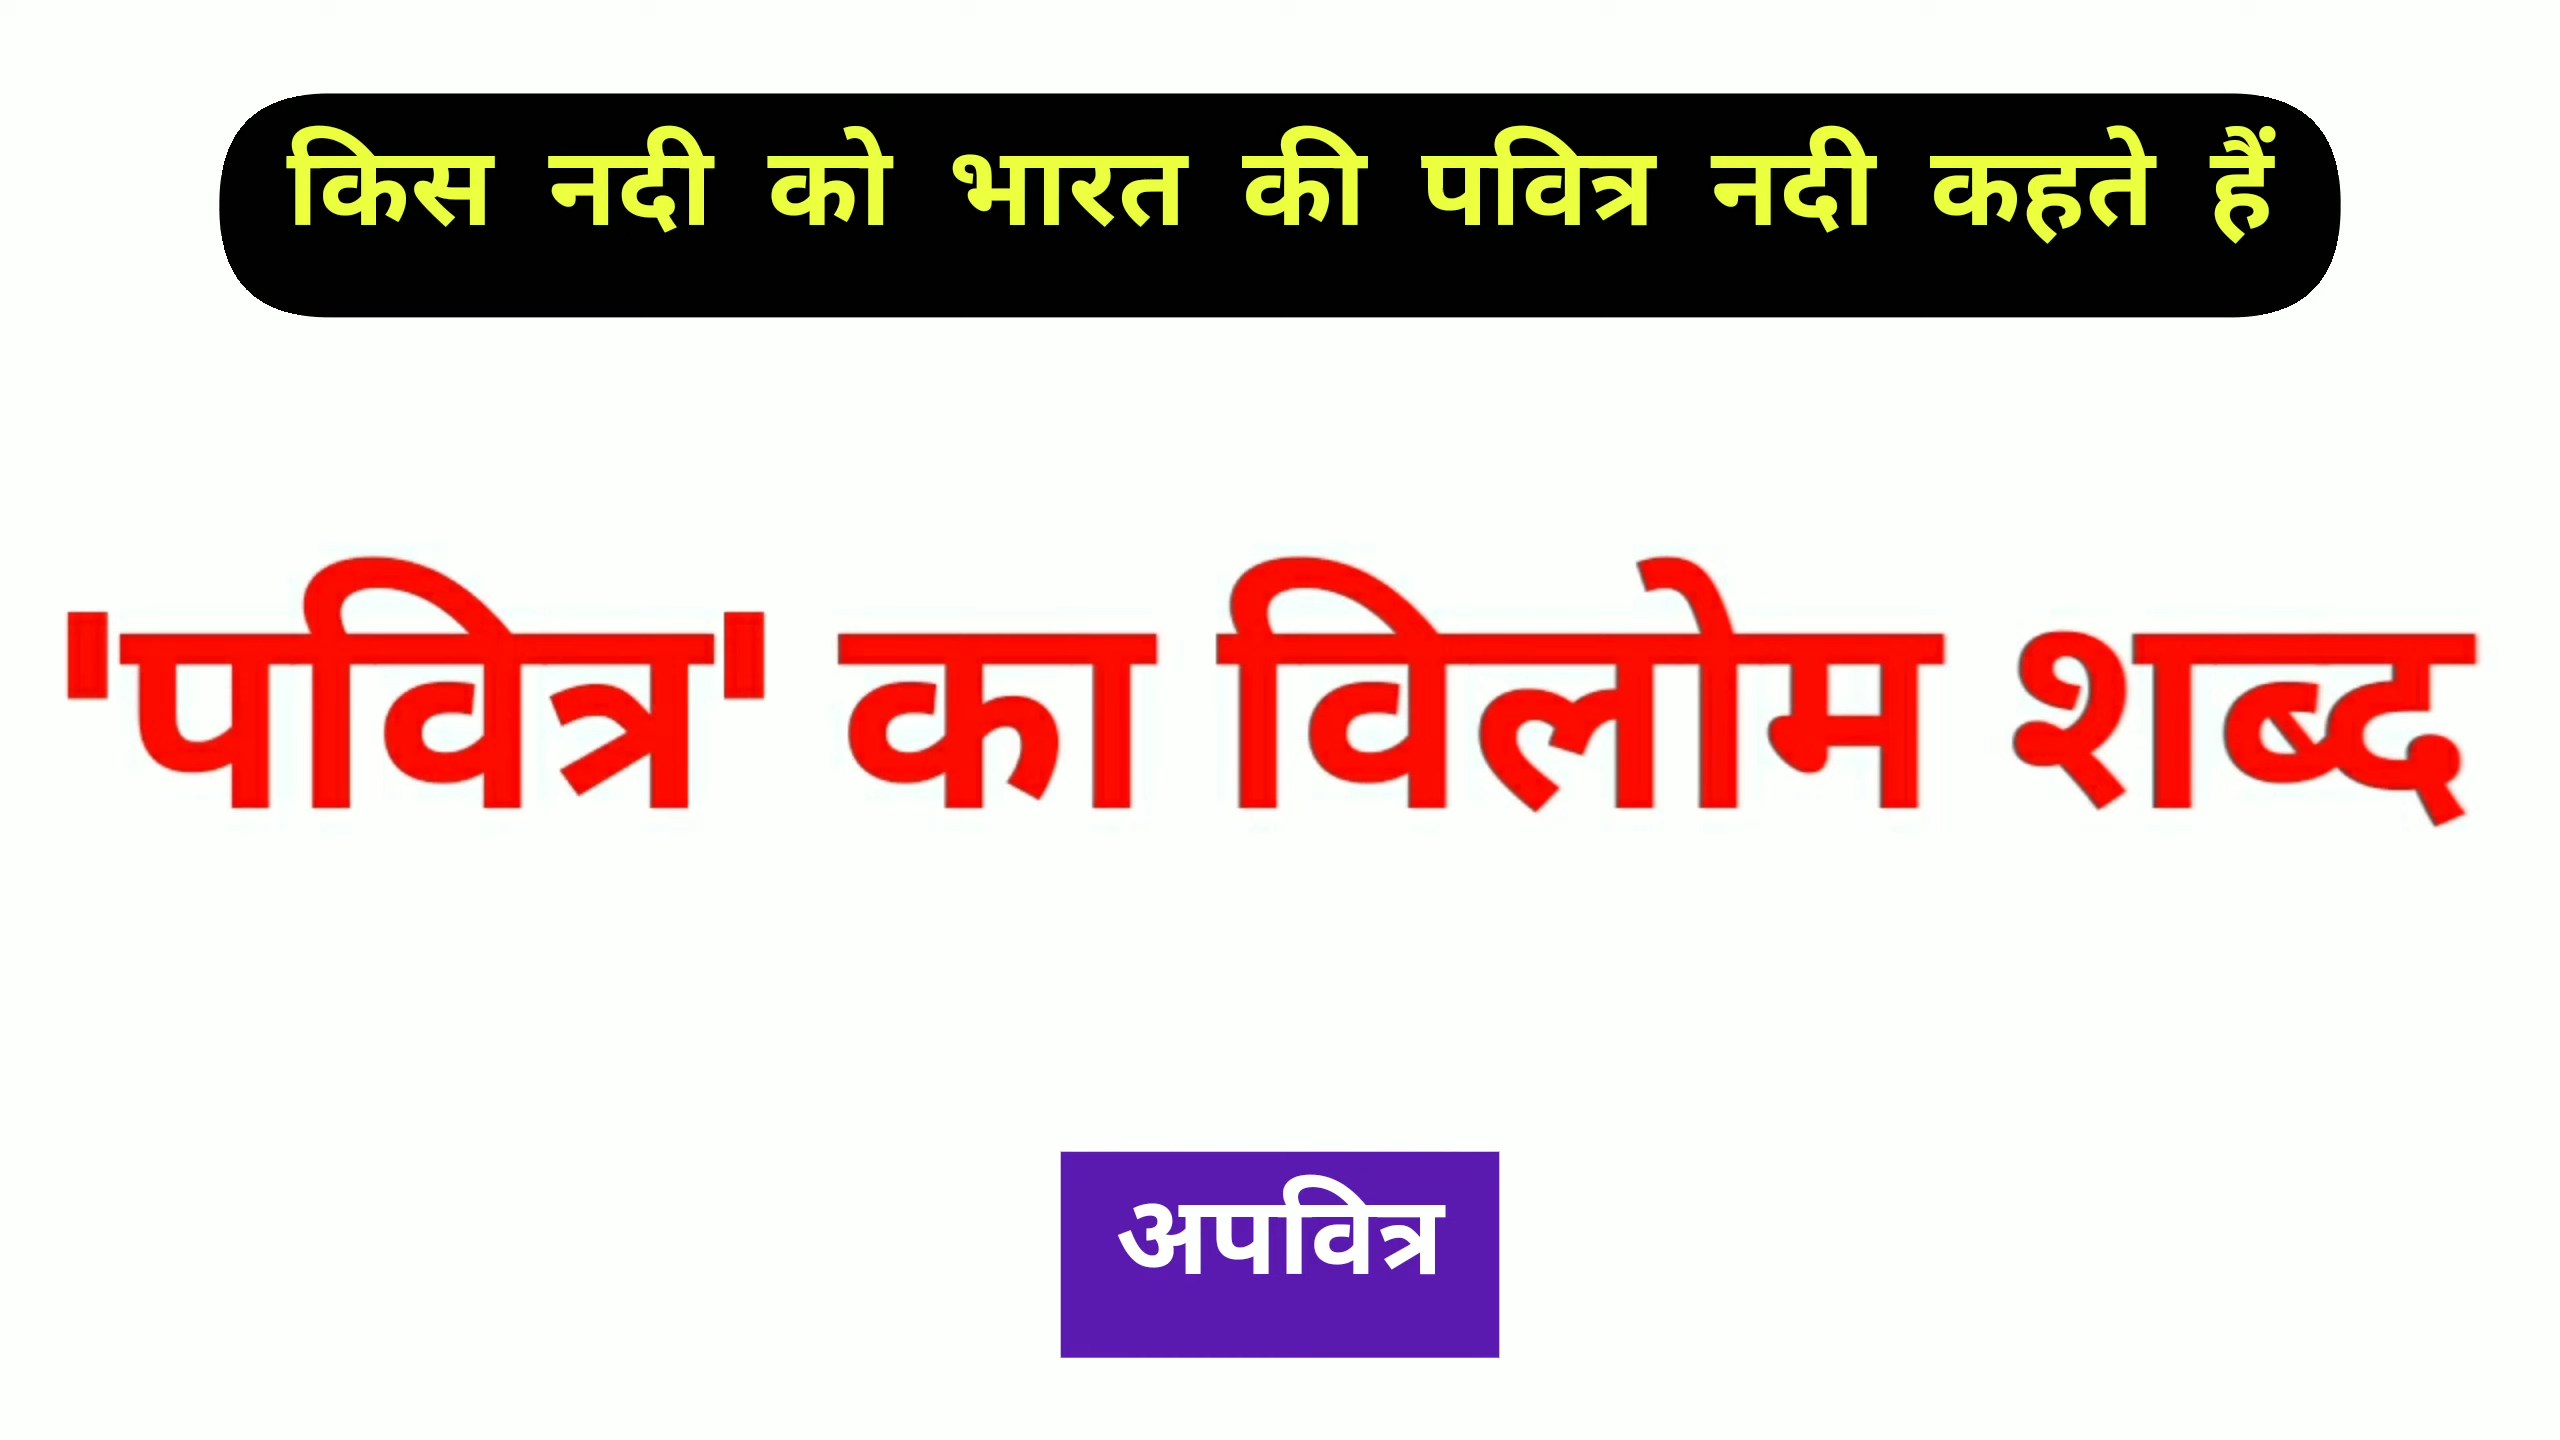 किस नदी को भारत की पवित्र नदी कहते हैं
'पवित्र' का विलोम शब्द
अपवित्र